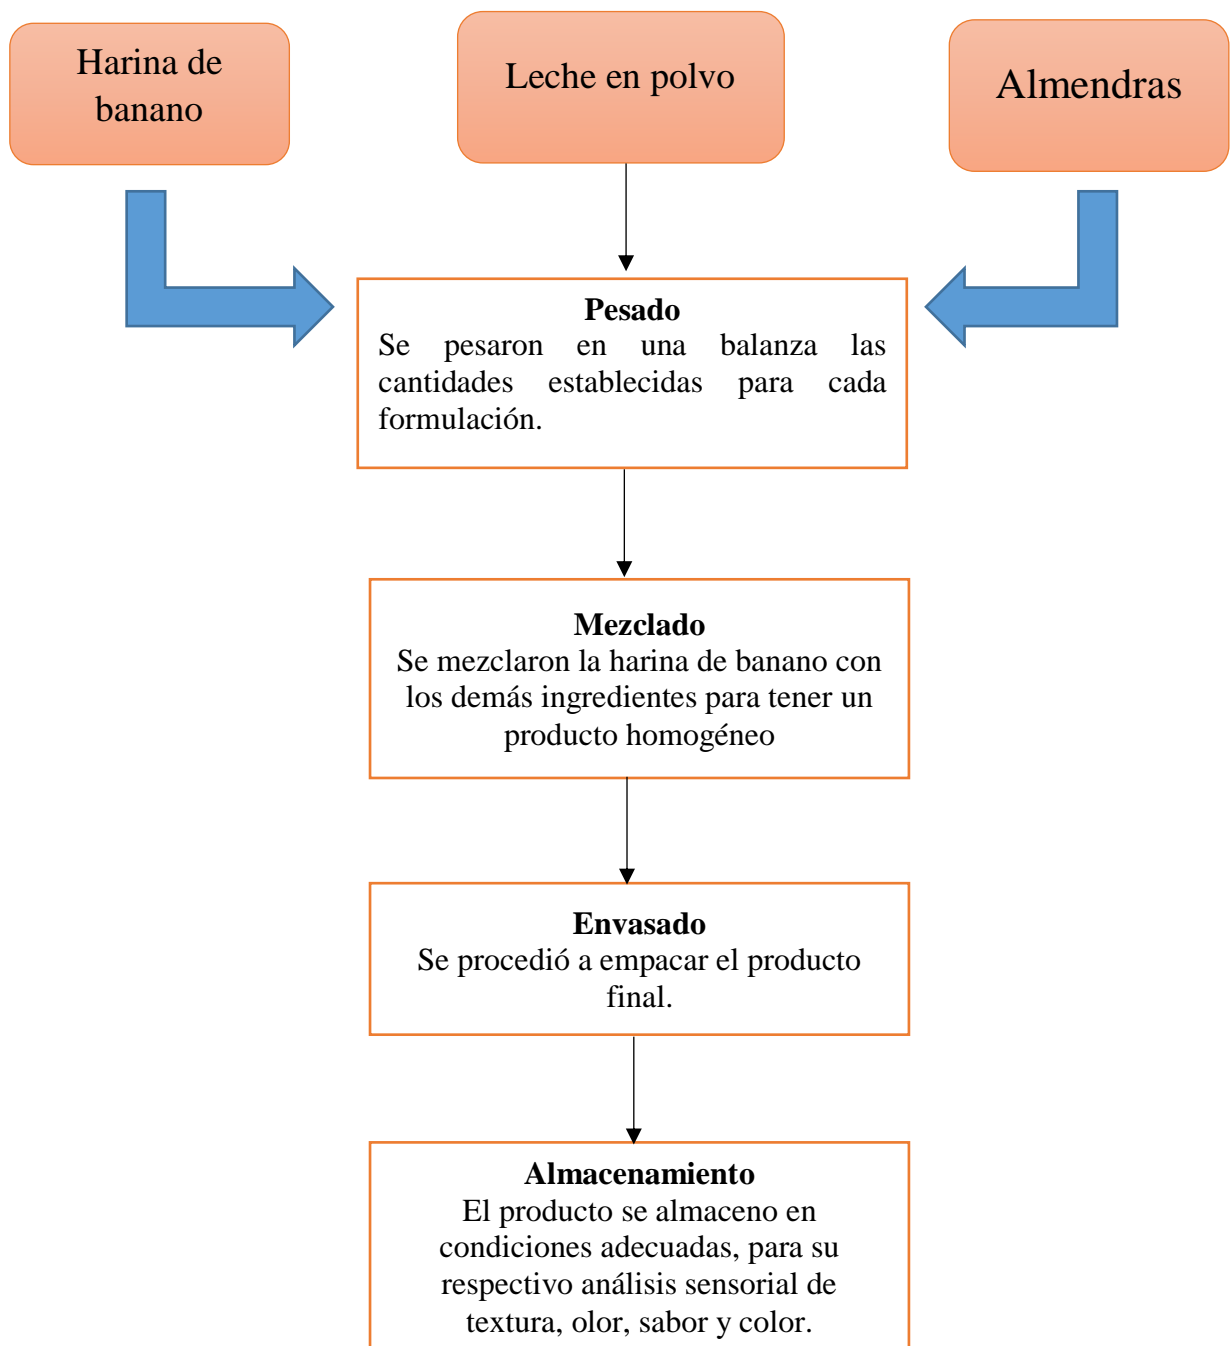 Harina de
banano
Leche en polvo
Almendras
Pesado
Se pesaron en una balanza las
cantidades establecidas para cada
formulación.
Mezclado
Se mezclaron la harina de banano con
los demás ingredientes para tener un
producto homogéneo
Envasado
Se procedió a empacar el producto
final.
Almacenamiento
El producto se almaceno en
condiciones adecuadas, para su
respectivo análisis sensorial de
textura, olor, sabor y color.